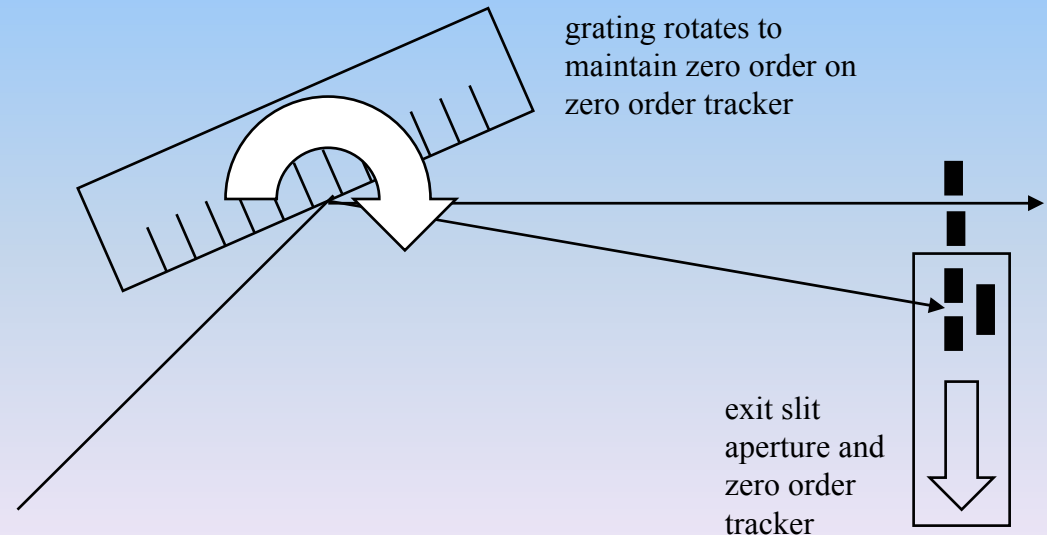 grating rotates to
maintain zero order on
zero order tracker
exit slit
aperture and
zero order
tracker